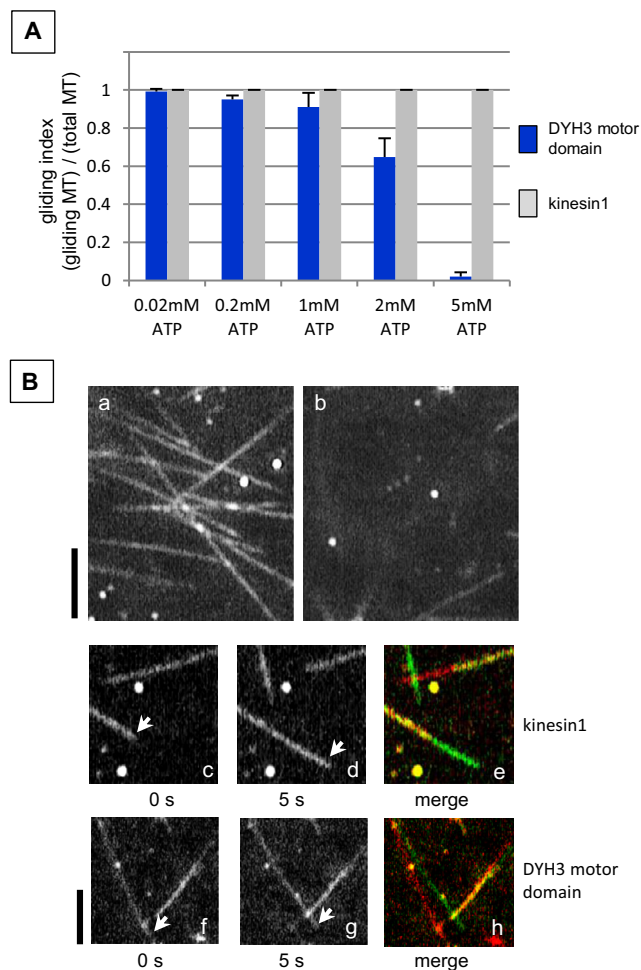 A
gliding index
(gliding MT) / (total MT)
1
0.8
0.6
0.4
0.2
0
0.02mM ATP
0.2mM ATP
1mM ATP
2mM ATP
5mM ATP
DYH3 motor
domain
kinesin1
B
a
b
c
d
e
kinesin1
0 s
5 s
merge
f
g
h
DYH3 motor
domain
0 s
5 s
merge